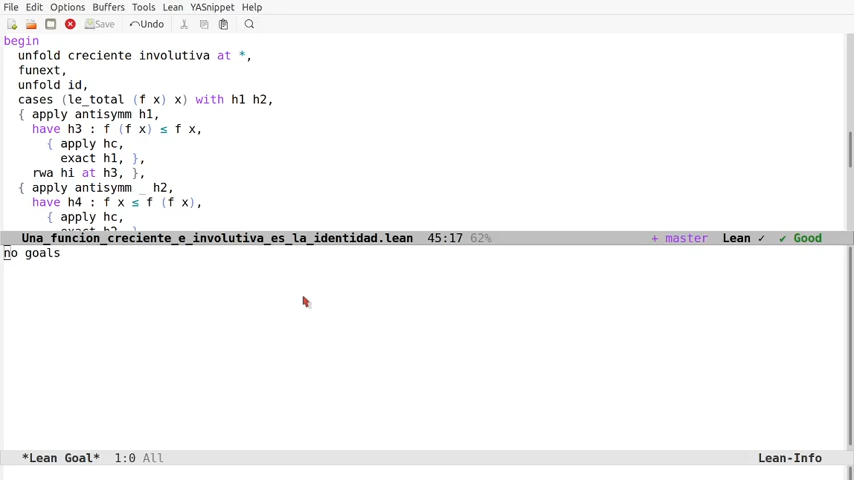 File Edit Options Buffers Tools Lean YASnippet Help
Save Undo
begin
  unfold creciente involutiva at *,
  funext,
  unfold id,
  cases (le_total (f x) x) with h1 h2,
  { apply antisymm h1,
    have h3 : f (f x) ≤ f x,
      { apply hc,
        exact h1, },
    rwa hi at h3, },
  { apply antisymm _ h2,
    have h4 : f x ≤ f (f x),
      { apply hc,
        exact h2, },
Una_funcion_creciente_e_involutiva_es_la_identidad.lean 45:17 62% + master Lean ✓ ✔ Good
no goals
*Lean Goal* 1:0 All Lean-Info